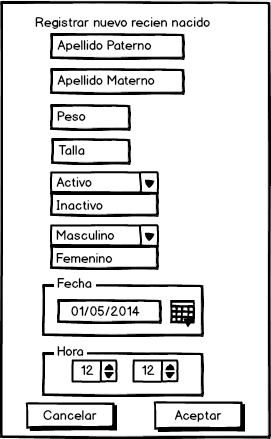 Registrar nuevo recien nacido
Apellido Paterno
Apellido Materno
Peso
Talla
Activo
Inactivo
Masculino
Femenino
Fecha
01/05/2014
Hora
12 12
Cancelar Aceptar